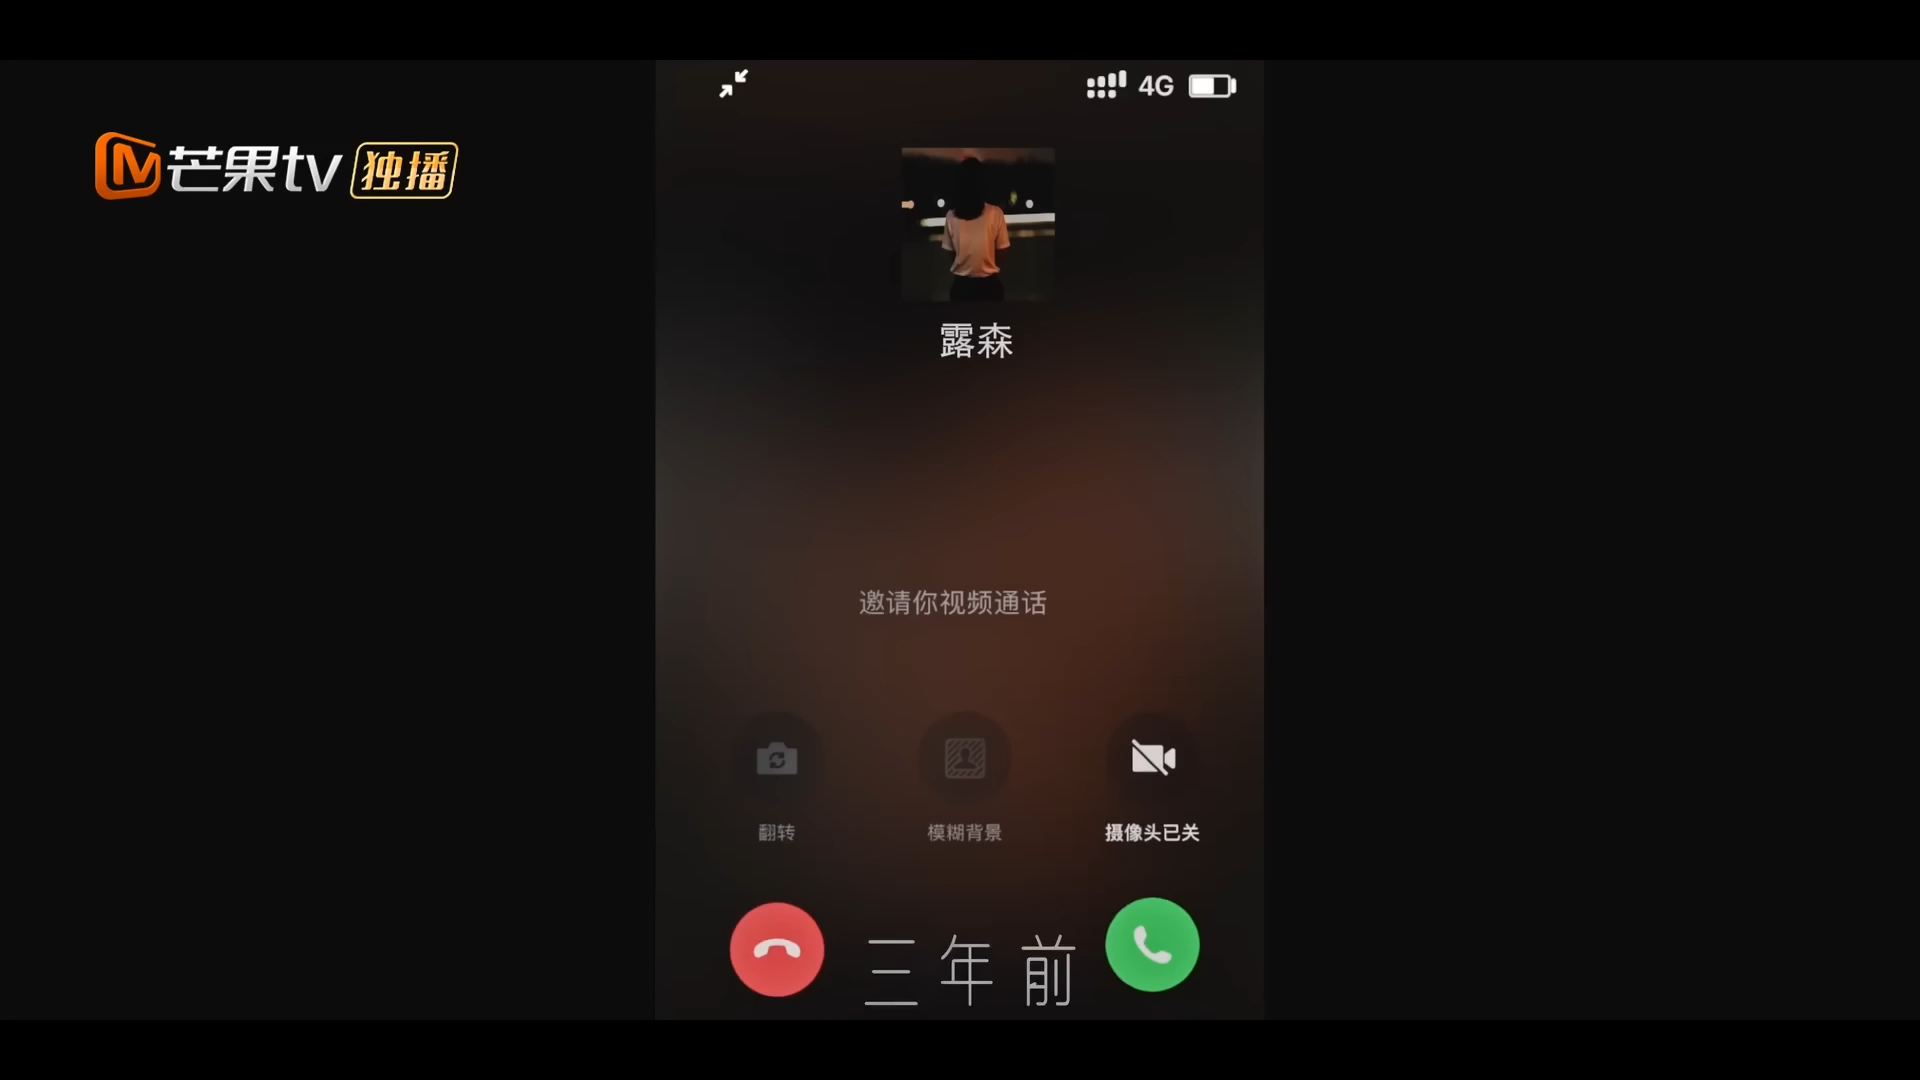 4G
芒果tv 独播
露森
邀请你视频通话
翻转 模糊背景 摄像头已关
三年前